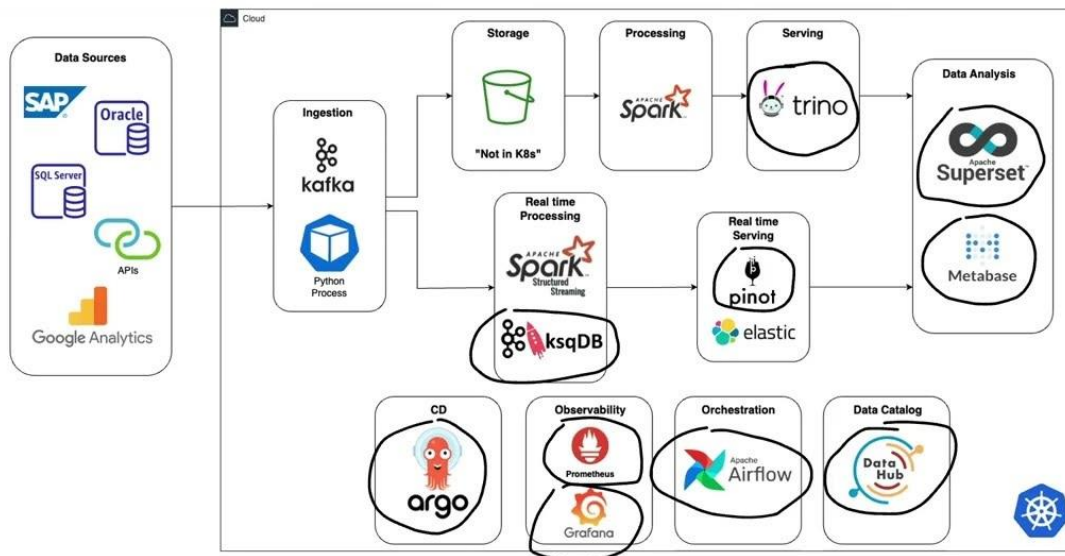 Cloud
Data Sources
SAP
Oracle
SQL Server
APIs
Google Analytics
Ingestion
kafka
Python
Process
Storage
"Not in K8s"
Processing
APACHE
Spark
Serving
trino
Real time
Processing
APACHE
Spark
Structured
Streaming
ksqDB
Real time
Serving
pinot
elastic
Data Analysis
Apache
Superset
Metabase
CD
argo
Observability
Prometheus
Grafana
Orchestration
Apache
Airflow
Data Catalog
Data
Hub